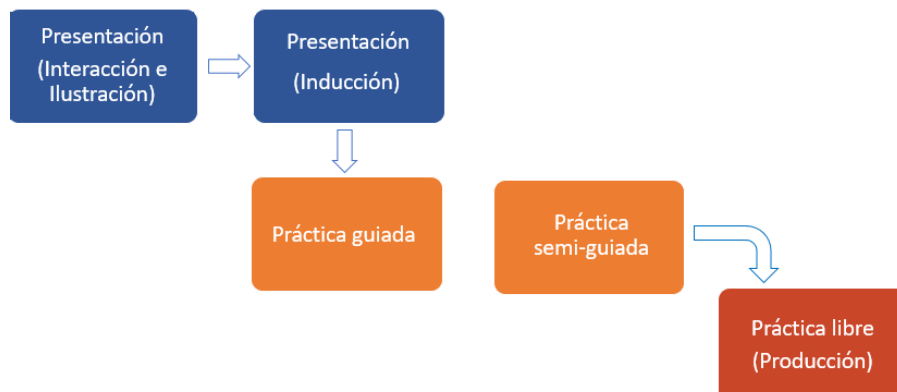 Presentación
(Interacción e
Ilustración)
Presentación
(Inducción)
Práctica guiada
Práctica
semi-guiada
Práctica libre
(Producción)